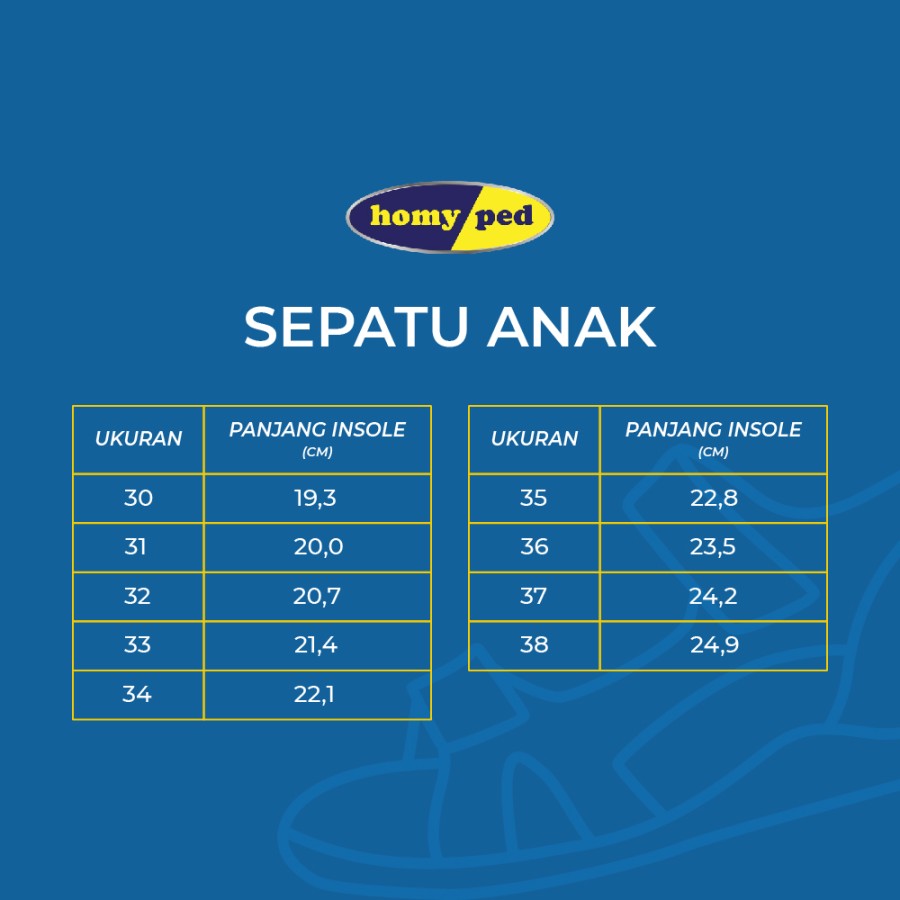 homy ped
SEPATU ANAK
UKURAN PANJANG INSOLE
(CM)
30 19,3
31 20,0
32 20,7
33 21,4
34 22,1
UKURAN PANJANG INSOLE
(CM)
35 22,8
36 23,5
37 24,2
38 24,9